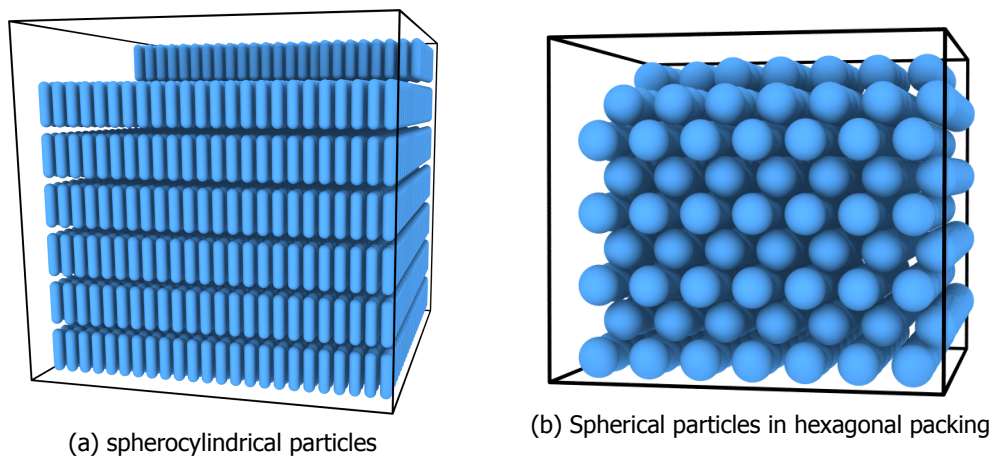 (a) spherocylindrical particles
(b) Spherical particles in hexagonal packing